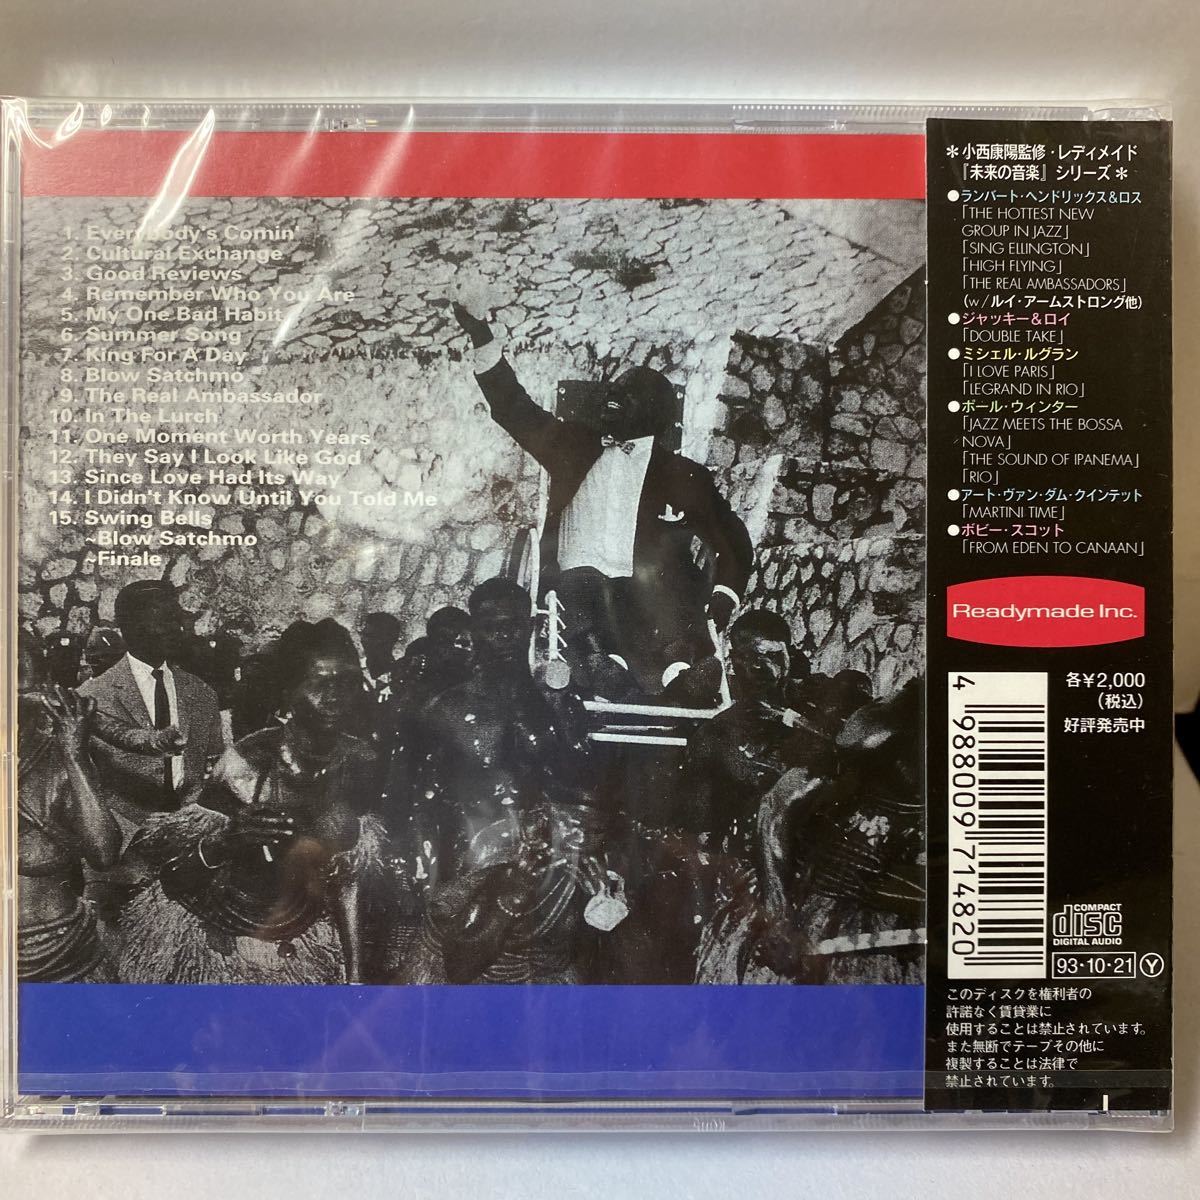 1. Everybody's Comin'
2. Cultural Exchange
3. Good Reviews
4. Remember Who You Are
5. My One Bad Habit
6. Summer Song
7. King For A Day
8. Blow Satchmo
9. The Real Ambassador
10. In The Lurch
11. One Moment Worth Years
12. They Say I Look Like God
13. Since Love Had Its Way
14. I Didn't Know Until You Told Me
15. Swing Bells
~Blow Satchmo
~Finale
＊小西康陽監修・レディメイド
『未来の音楽』シリーズ＊
●ランバート・ヘンドリックス&ロス
「THE HOTTEST NEW
GROUP IN JAZZ」
「SING ELLINGTON」
「HIGH FLYING」
「THE REAL AMBASSADORS」
(w/ルイ・アームストロング他)
●ジャッキー&ロイ
「DOUBLE TAKE」
●ミシェル・ルグラン
「I LOVE PARIS」
「LEGRAND IN RIO」
●ポール・ウィンター
「JAZZ MEETS THE BOSSA
NOVA」
「THE SOUND OF IPANEMA」
「RIO」
●アート・ヴァン・ダム・クインテット
「MARTINI TIME」
●ボビー・スコット
「FROM EDEN TO CANAAN」
Readymade Inc.
各¥2,000
(税込)
好評発売中
4 988009 714820
COMPACT
disc
DIGITAL AUDIO
93・10・21 Y
このディスクを権利者の
許諾なく賃貸業に
使用することは禁止されています。
また無断でテープその他に
複製することは法律で
禁止されています。